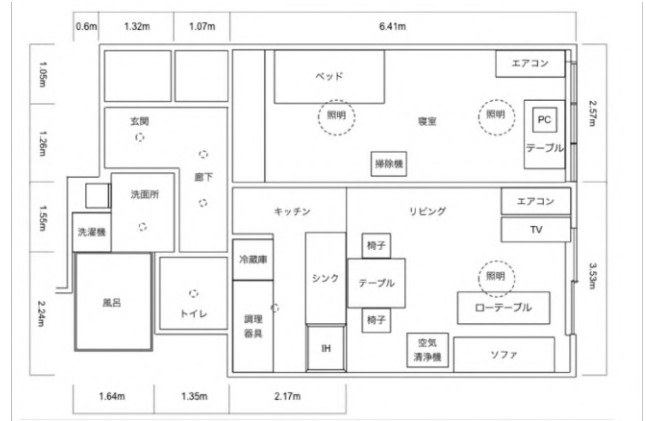 0.6m
1.32m
1.07m
6.41m
1.05m
1.26m
1.55m
2.24m
2.57m
3.53m
ベッド
エアコン
照明
照明
寝室
PC
テーブル
掃除機
玄関
廊下
洗面所
洗濯機
風呂
トイレ
キッチン
リビング
エアコン
TV
冷蔵庫
シンク
椅子
テーブル
椅子
照明
ローテーブル
調理
器具
IH
空気
清浄機
ソファ
1.64m
1.35m
2.17m